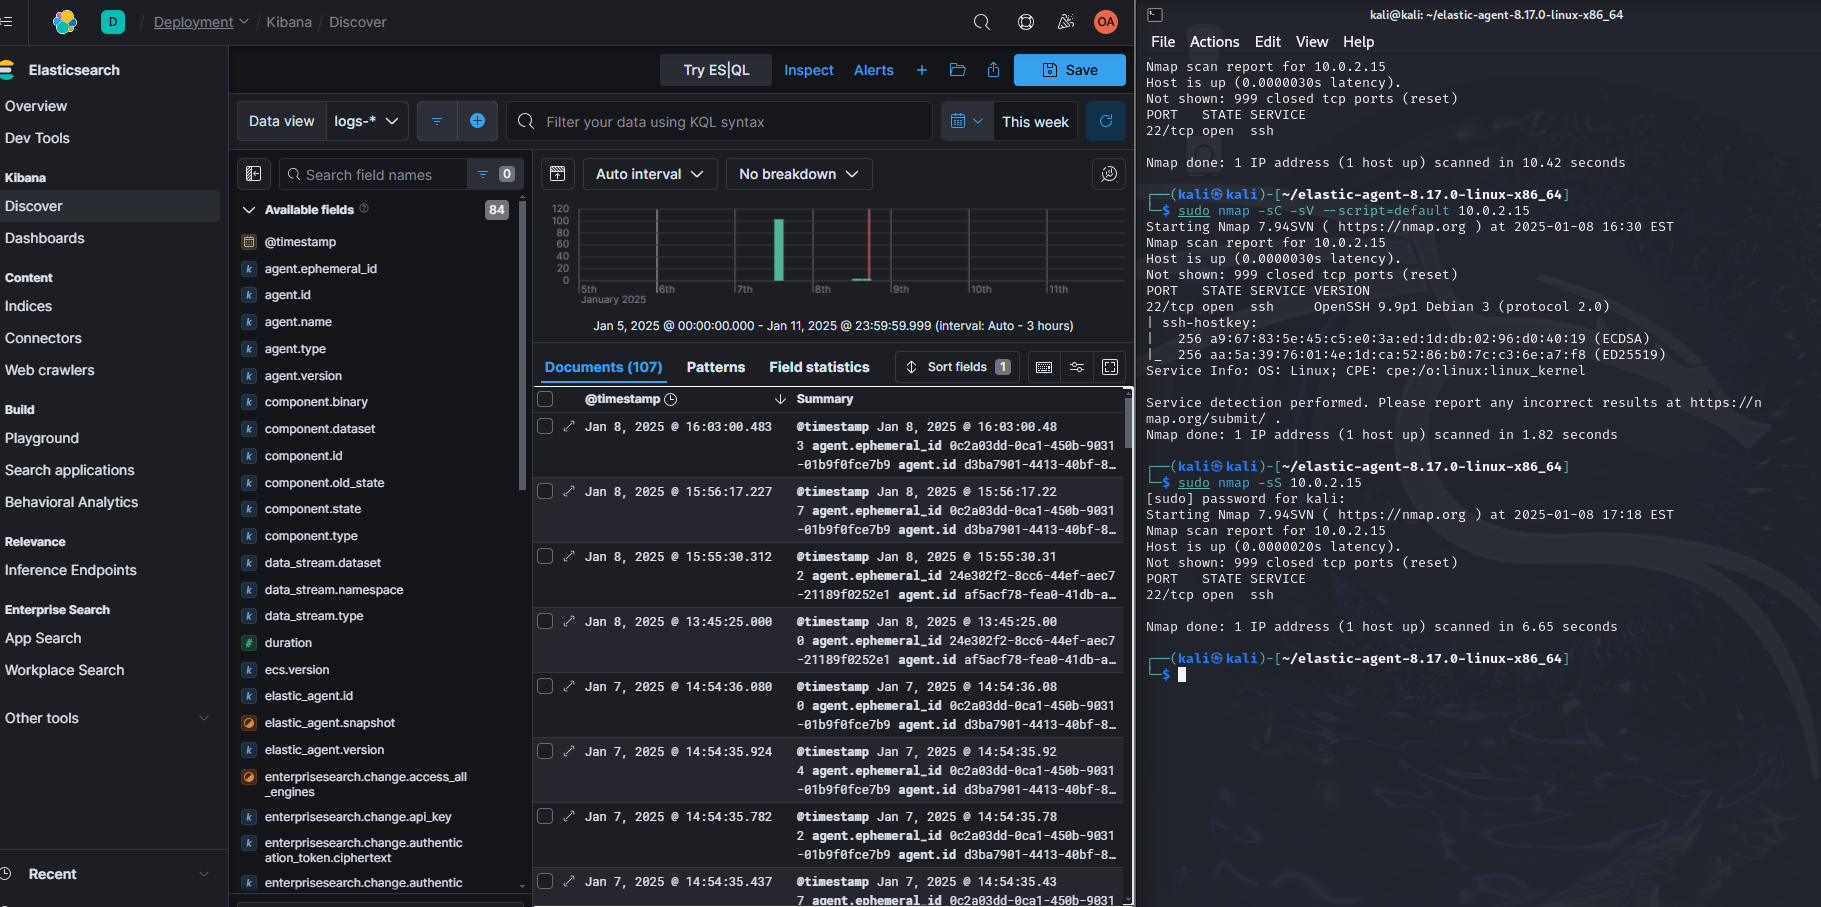 D / Deployment / Kibana / Discover
OA
Elasticsearch
Overview
Dev Tools
Kibana
Discover
Dashboards
Content
Indices
Connectors
Web crawlers
Build
Playground
Search applications
Behavioral Analytics
Relevance
Inference Endpoints
Enterprise Search
App Search
Workplace Search
Other tools
Recent
Try ES|QL Inspect Alerts Save
Data view logs-* Filter your data using KQL syntax This week
Search field names 0
Available fields 84
@timestamp
agent.ephemeral_id
agent.id
agent.name
agent.type
agent.version
component.binary
component.dataset
component.id
component.old_state
component.state
component.type
data_stream.dataset
data_stream.namespace
data_stream.type
duration
ecs.version
elastic_agent.id
elastic_agent.snapshot
elastic_agent.version
enterprisesearch.change.access_all
_engines
enterprisesearch.change.api_key
enterprisesearch.change.authentic
ation_token.ciphertext
enterprisesearch.change.authentic
Auto interval No breakdown
120
100
80
60
40
20
0
5th 6th 7th 8th 9th 10th 11th
January 2025
Jan 5, 2025 @ 00:00:00.000 - Jan 11, 2025 @ 23:59:59.999 (interval: Auto - 3 hours)
Documents (107) Patterns Field statistics Sort fields 1
@timestamp Summary
Jan 8, 2025 @ 16:03:00.483 @timestamp Jan 8, 2025 @ 16:03:00.48
3 agent.ephemeral_id 0c2a03dd-0ca1-450b-9031
-01b9f0fce7b9 agent.id d3ba7901-4413-40bf-8…
Jan 8, 2025 @ 15:56:17.227 @timestamp Jan 8, 2025 @ 15:56:17.22
7 agent.ephemeral_id 0c2a03dd-0ca1-450b-9031
-01b9f0fce7b9 agent.id d3ba7901-4413-40bf-8…
Jan 8, 2025 @ 15:55:30.312 @timestamp Jan 8, 2025 @ 15:55:30.31
2 agent.ephemeral_id 24e302f2-8cc6-44ef-aec7
-21189f0252e1 agent.id af5acf78-fea0-41db-a…
Jan 8, 2025 @ 13:45:25.000 @timestamp Jan 8, 2025 @ 13:45:25.00
0 agent.ephemeral_id 24e302f2-8cc6-44ef-aec7
-21189f0252e1 agent.id af5acf78-fea0-41db-a…
Jan 7, 2025 @ 14:54:36.080 @timestamp Jan 7, 2025 @ 14:54:36.08
0 agent.ephemeral_id 0c2a03dd-0ca1-450b-9031
-01b9f0fce7b9 agent.id d3ba7901-4413-40bf-8…
Jan 7, 2025 @ 14:54:35.924 @timestamp Jan 7, 2025 @ 14:54:35.92
4 agent.ephemeral_id 0c2a03dd-0ca1-450b-9031
-01b9f0fce7b9 agent.id d3ba7901-4413-40bf-8…
Jan 7, 2025 @ 14:54:35.782 @timestamp Jan 7, 2025 @ 14:54:35.78
2 agent.ephemeral_id 0c2a03dd-0ca1-450b-9031
-01b9f0fce7b9 agent.id d3ba7901-4413-40bf-8…
Jan 7, 2025 @ 14:54:35.437 @timestamp Jan 7, 2025 @ 14:54:35.43
7 agent.ephemeral_id 0c2a03dd-0ca1-450b-9031
kali@kali: ~/elastic-agent-8.17.0-linux-x86_64
File Actions Edit View Help
Nmap scan report for 10.0.2.15
Host is up (0.0000030s latency).
Not shown: 999 closed tcp ports (reset)
PORT   STATE SERVICE
22/tcp open  ssh
Nmap done: 1 IP address (1 host up) scanned in 10.42 seconds
┌──(kali㉿kali)-[~/elastic-agent-8.17.0-linux-x86_64]
└─$ sudo nmap -sC -sV --script=default 10.0.2.15
Starting Nmap 7.94SVN ( https://nmap.org ) at 2025-01-08 16:30 EST
Nmap scan report for 10.0.2.15
Host is up (0.0000030s latency).
Not shown: 999 closed tcp ports (reset)
PORT   STATE SERVICE VERSION
22/tcp open  ssh     OpenSSH 9.9p1 Debian 3 (protocol 2.0)
| ssh-hostkey:
|   256 a9:67:83:5e:45:c5:e0:3a:ed:1d:db:02:96:d0:40:19 (ECDSA)
|_  256 aa:5a:39:76:01:4e:1d:ca:52:86:b0:7c:c3:6e:a7:f8 (ED25519)
Service Info: OS: Linux; CPE: cpe:/o:linux:linux_kernel
Service detection performed. Please report any incorrect results at https://n
map.org/submit/ .
Nmap done: 1 IP address (1 host up) scanned in 1.82 seconds
┌──(kali㉿kali)-[~/elastic-agent-8.17.0-linux-x86_64]
└─$ sudo nmap -sS 10.0.2.15
[sudo] password for kali:
Starting Nmap 7.94SVN ( https://nmap.org ) at 2025-01-08 17:18 EST
Nmap scan report for 10.0.2.15
Host is up (0.0000020s latency).
Not shown: 999 closed tcp ports (reset)
PORT   STATE SERVICE
22/tcp open  ssh
Nmap done: 1 IP address (1 host up) scanned in 6.65 seconds
┌──(kali㉿kali)-[~/elastic-agent-8.17.0-linux-x86_64]
└─$